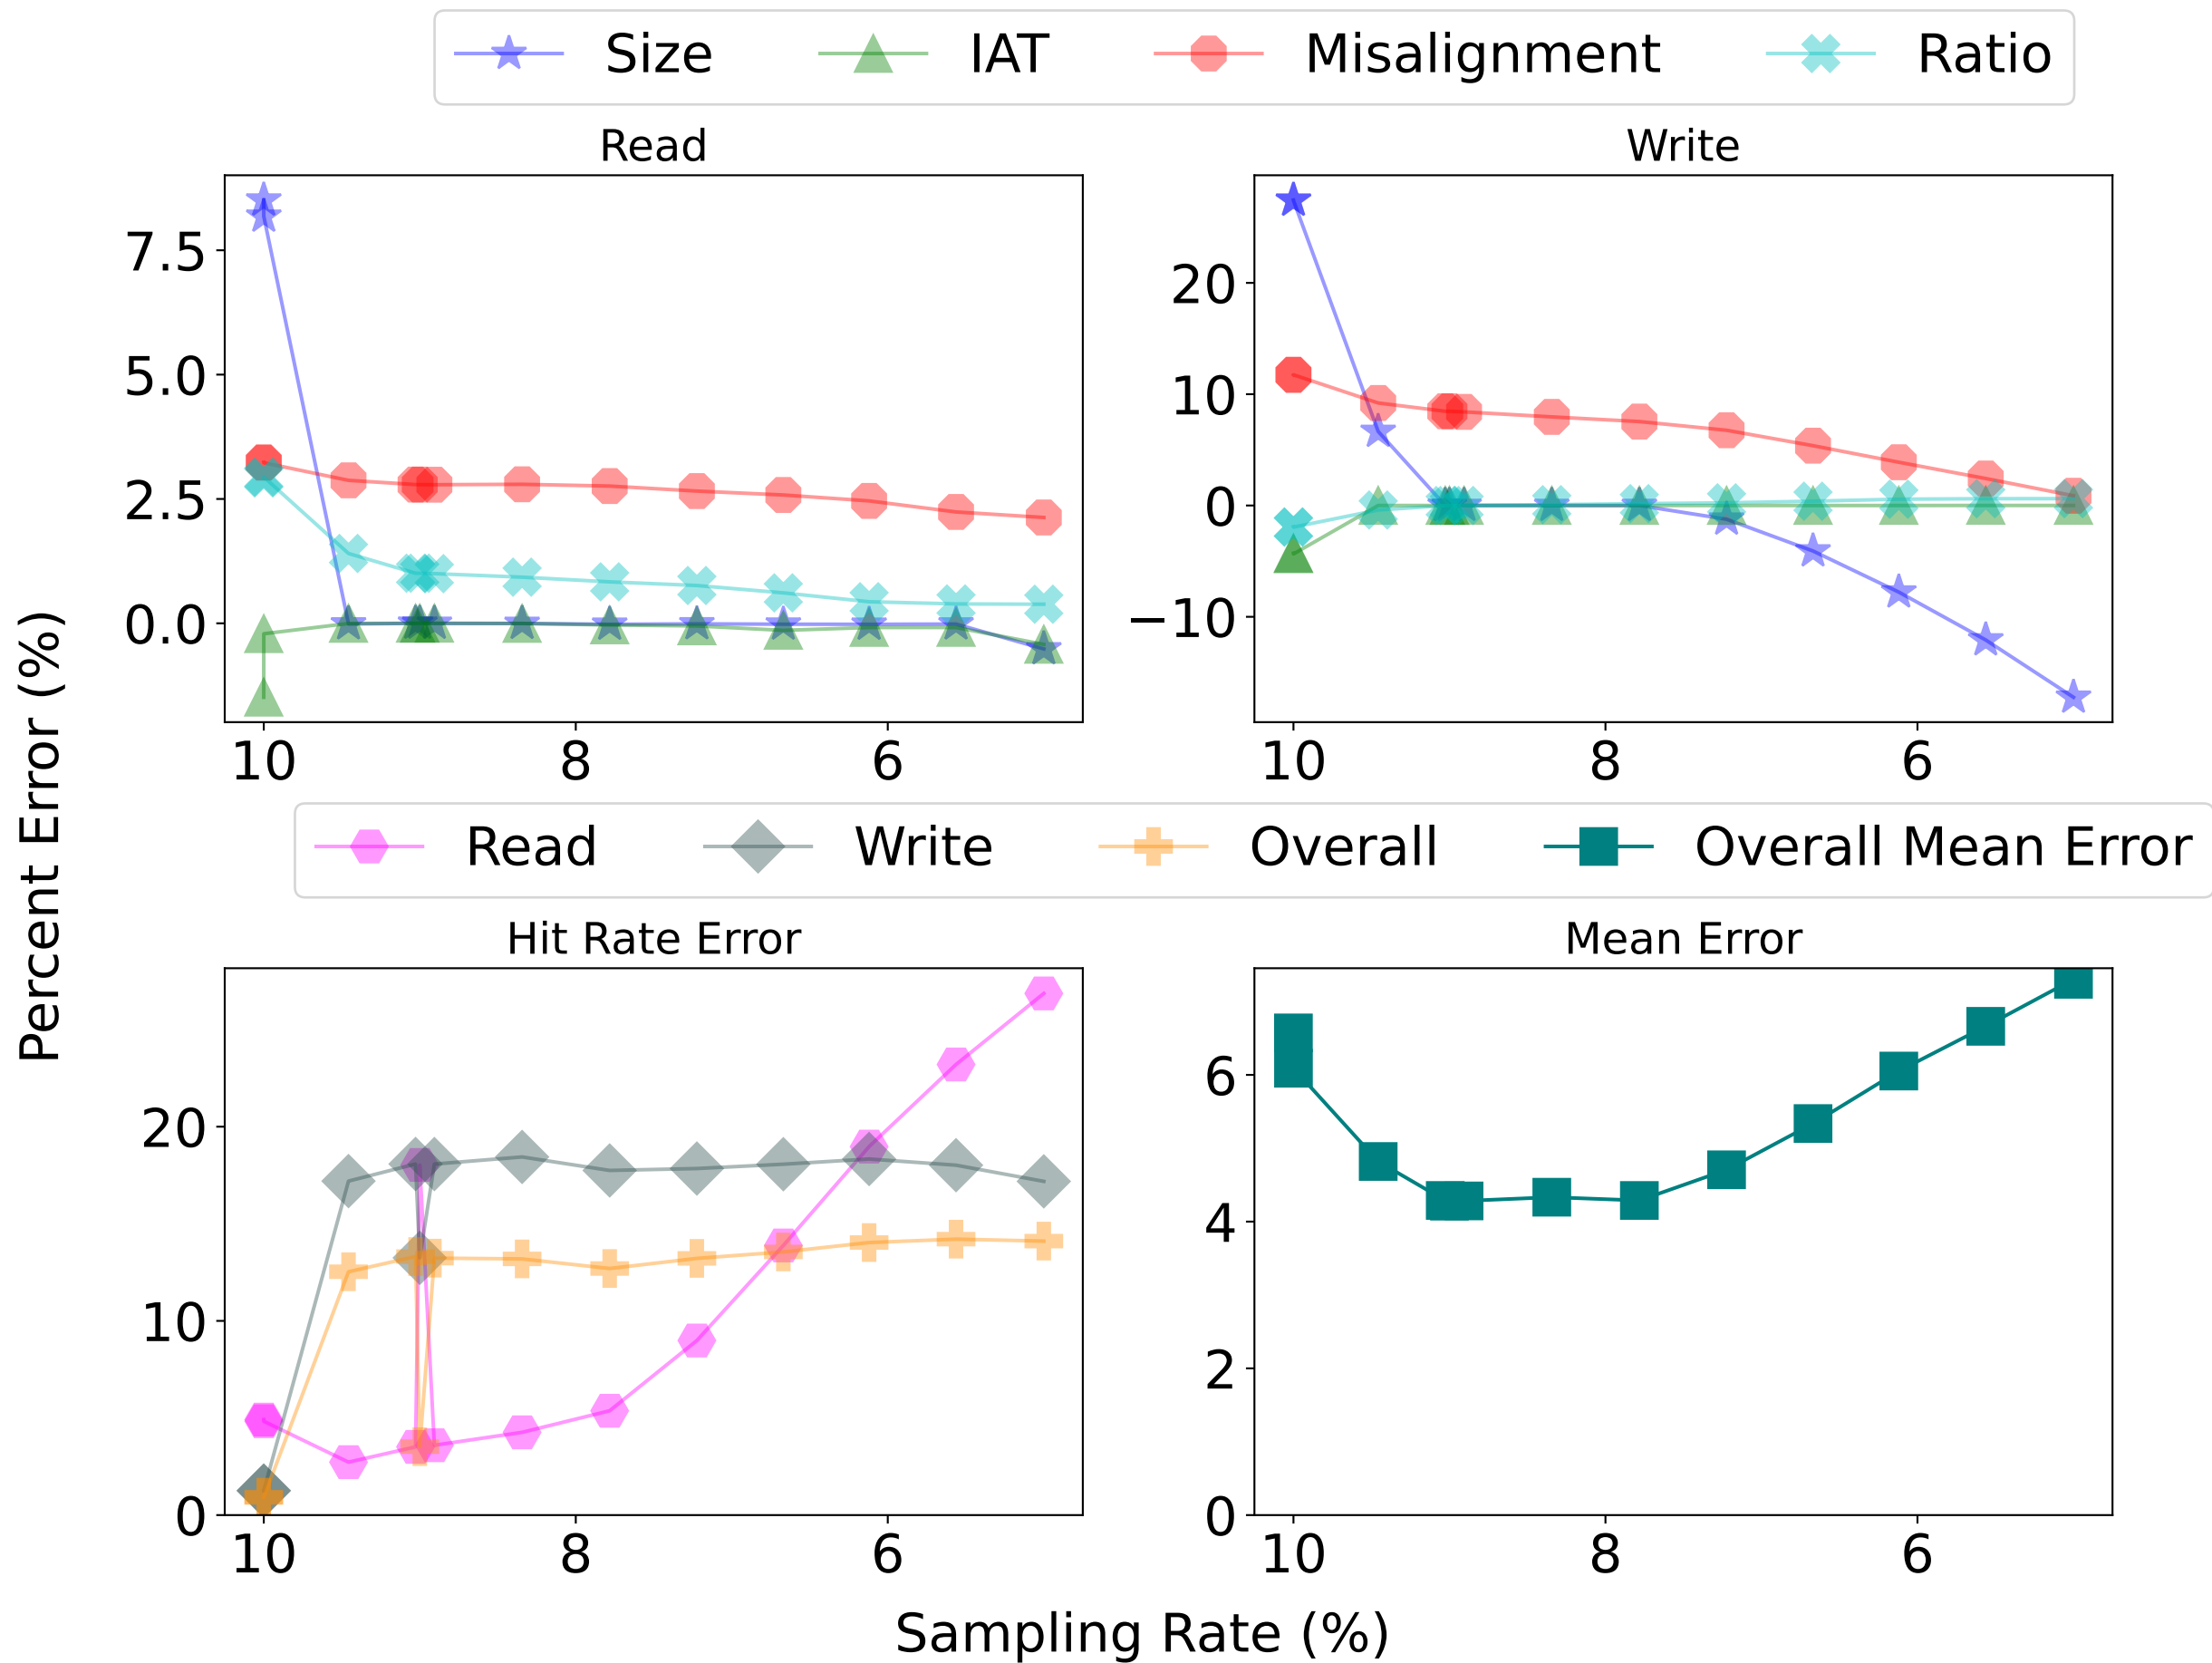 Size IAT Misalignment Ratio
Read Write
7.5
5.0
2.5
0.0
10 8 6
20
10
0
−10
10 8 6
Percent Error (%)
Read Write Overall Overall Mean Error
Hit Rate Error Mean Error
20
10
0
10 8 6
6
4
2
0
10 8 6
Sampling Rate (%)